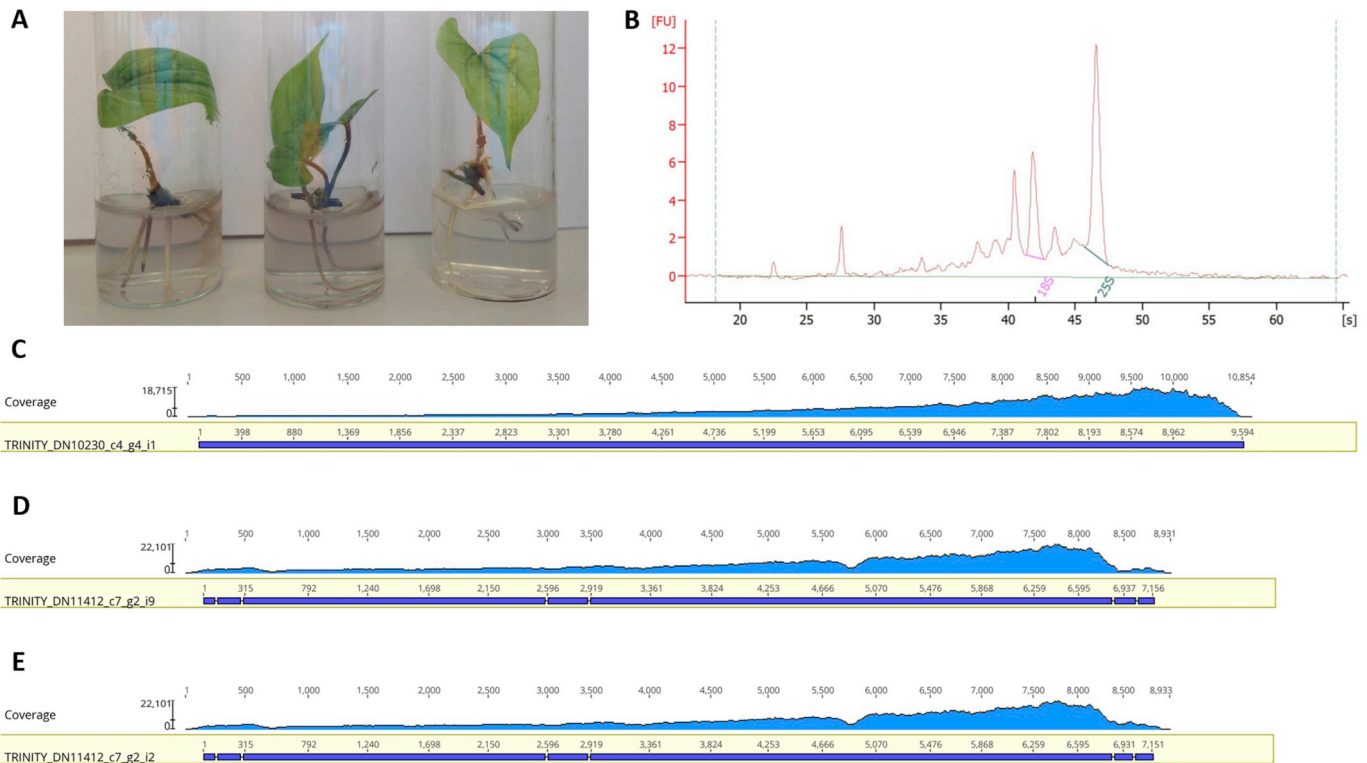 A
B
[FU]
12
10
8
6
4
2
0
18S
25S
20 25 30 35 40 45 50 55 60 [s]
C
1 500 1,000 1,500 2,000 2,500 3,000 3,500 4,000 4,500 5,000 5,500 6,000 6,500 7,000 7,500 8,000 8,500 9,000 9,500 10,000 10,854
18,715
Coverage
0
1 398 880 1,369 1,856 2,337 2,823 3,301 3,780 4,261 4,736 5,199 5,653 6,095 6,539 6,946 7,387 7,802 8,193 8,574 8,962 9,594
TRINITY_DN10230_c4_g4_i1
D
1 500 1,000 1,500 2,000 2,500 3,000 3,500 4,000 4,500 5,000 5,500 6,000 6,500 7,000 7,500 8,000 8,500 8,931
22,101
Coverage
0
1 315 792 1,240 1,698 2,150 2,596 2,919 3,361 3,824 4,253 4,666 5,070 5,476 5,868 6,259 6,595 6,937 7,156
TRINITY_DN11412_c7_g2_i9
E
1 500 1,000 1,500 2,000 2,500 3,000 3,500 4,000 4,500 5,000 5,500 6,000 6,500 7,000 7,500 8,000 8,500 8,933
22,101
Coverage
0
1 315 792 1,240 1,698 2,150 2,596 2,919 3,361 3,824 4,253 4,666 5,070 5,476 5,868 6,259 6,595 6,931 7,151
TRINITY_DN11412_c7_g2_i2